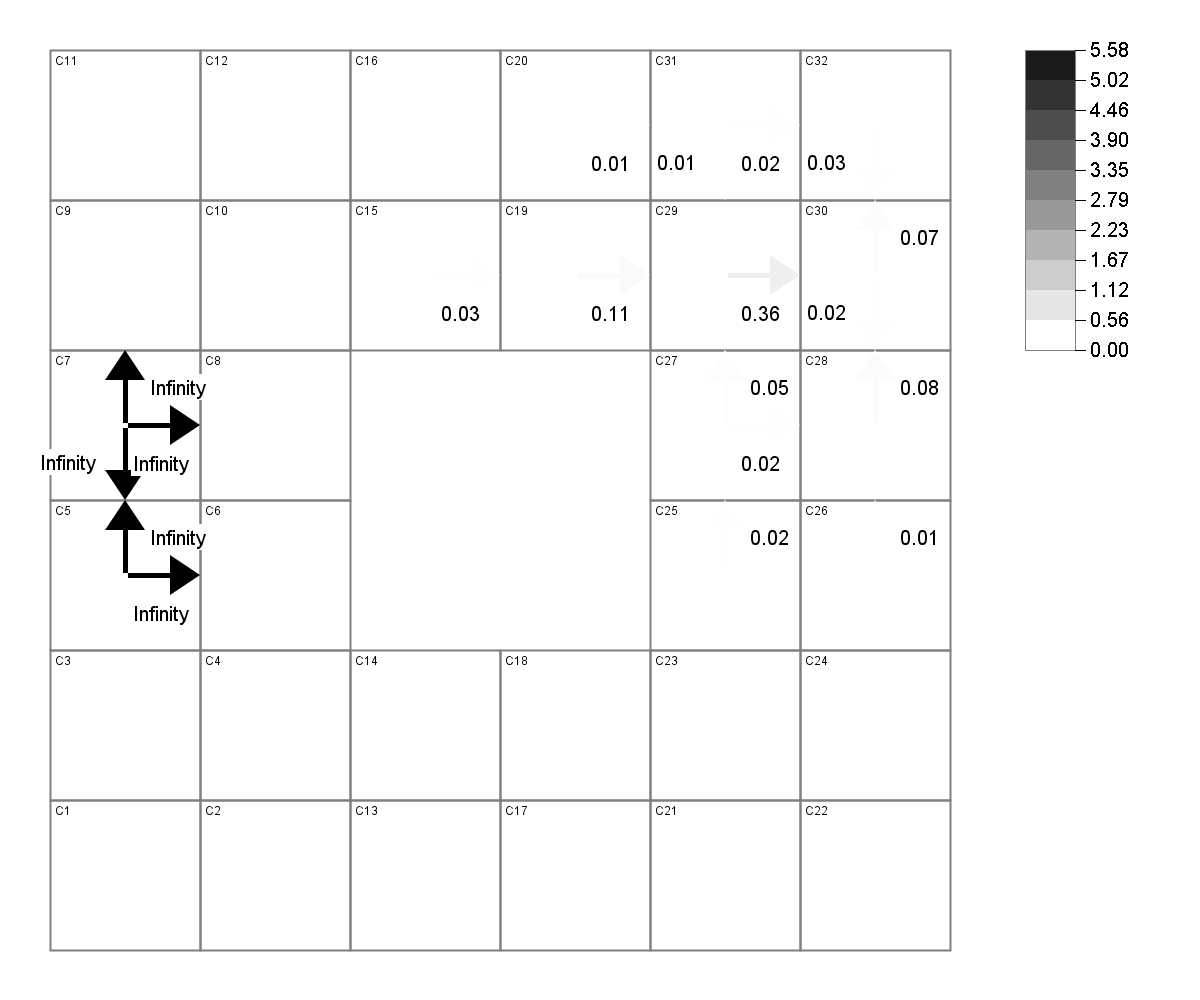 C11 C12 C16 C20 C31 C32
0.01 0.01 0.02 0.03
C9 C10 C15 C19 C29 C30
0.07
0.03 0.11 0.36 0.02
C7 C8 C27 C28
Infinity 0.05 0.08
Infinity Infinity 0.02
C5 C6 C25 C26
Infinity 0.02 0.01
Infinity
C3 C4 C14 C18 C23 C24
C1 C2 C13 C17 C21 C22
5.58
5.02
4.46
3.90
3.35
2.79
2.23
1.67
1.12
0.56
0.00